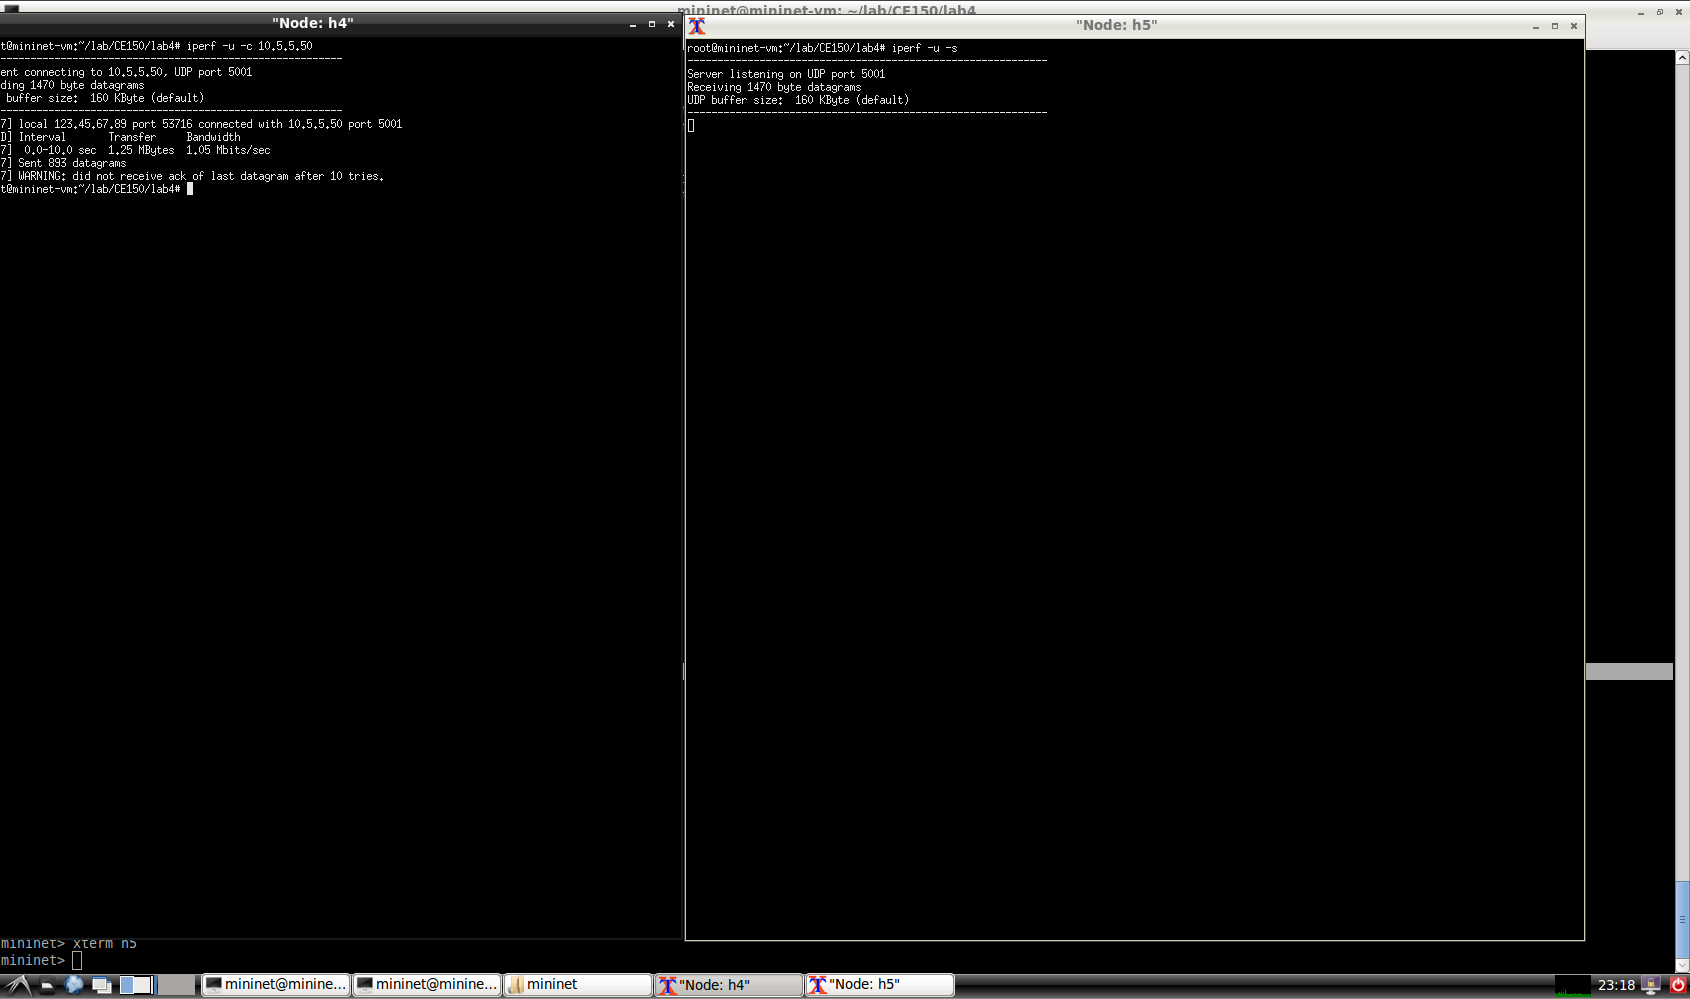 mininet@mininet-vm: ~/lab/CE150/lab4
"Node: h4"
t@mininet-vm:~/lab/CE150/lab4# iperf -u -c 10.5.5.50
------------------------------------------------------------
ent connecting to 10.5.5.50, UDP port 5001
ding 1470 byte datagrams
buffer size:  160 KByte (default)
------------------------------------------------------------
7] local 123.45.67.89 port 53716 connected with 10.5.5.50 port 5001
D] Interval       Transfer     Bandwidth
7]  0.0-10.0 sec  1.25 MBytes  1.05 Mbits/sec
7] Sent 893 datagrams
7] WARNING: did not receive ack of last datagram after 10 tries.
t@mininet-vm:~/lab/CE150/lab4#
"Node: h5"
root@mininet-vm:~/lab/CE150/lab4# iperf -u -s
------------------------------------------------------------
Server listening on UDP port 5001
Receiving 1470 byte datagrams
UDP buffer size:  160 KByte (default)
------------------------------------------------------------
mininet> xterm h5
mininet>
mininet@minine...
mininet@minine...
mininet
"Node: h4"
"Node: h5"
23:18